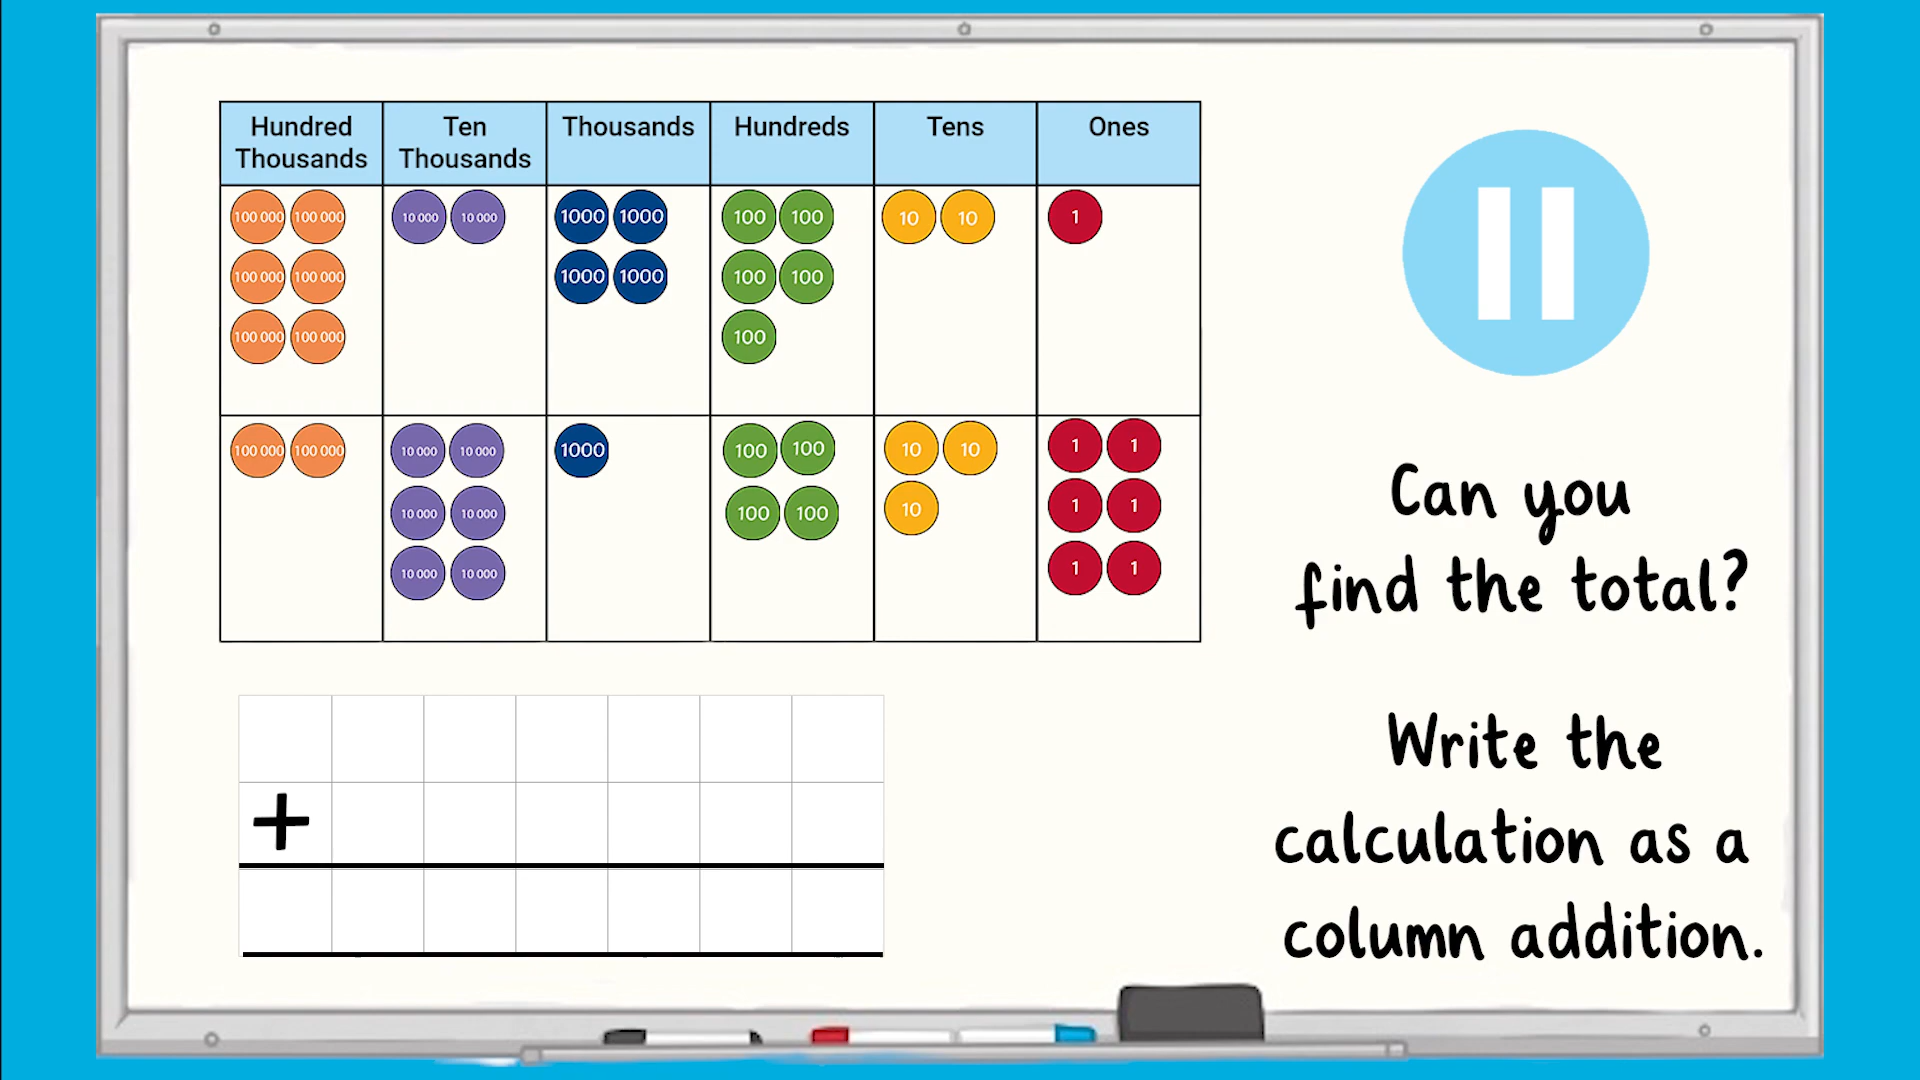 Hundred Thousands
Ten Thousands
Thousands
Hundreds
Tens
Ones
100 000 100 000
100 000 100 000
100 000 100 000
10 000 10 000
1000 1000
1000 1000
100 100
100 100
100
10 10
1
100 000 100 000
10 000 10 000
10 000 10 000
10 000 10 000
1000
100 100
100 100
10 10
10
1 1
1 1
1 1
+
Can you
find the total?
Write the
calculation as a
column addition.